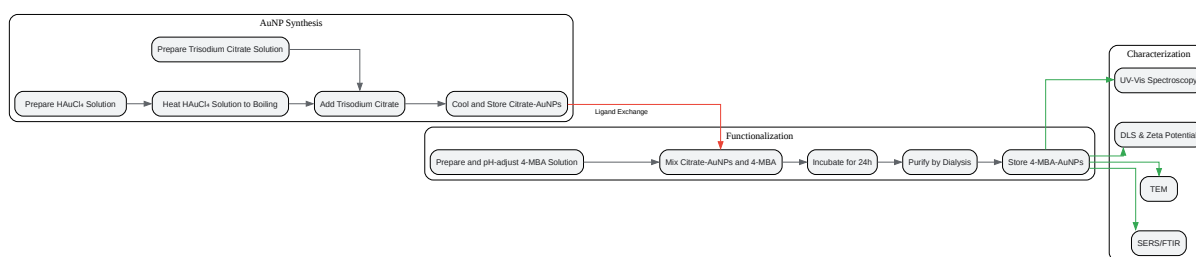 AuNP Synthesis
Prepare Trisodium Citrate Solution
Prepare HAuCl₄ Solution
Heat HAuCl₄ Solution to Boiling
Add Trisodium Citrate
Cool and Store Citrate-AuNPs
Ligand Exchange
Functionalization
Prepare and pH-adjust 4-MBA Solution
Mix Citrate-AuNPs and 4-MBA
Incubate for 24h
Purify by Dialysis
Store 4-MBA-AuNPs
Characterization
UV-Vis Spectroscopy
DLS & Zeta Potential
TEM
SERS/FTIR